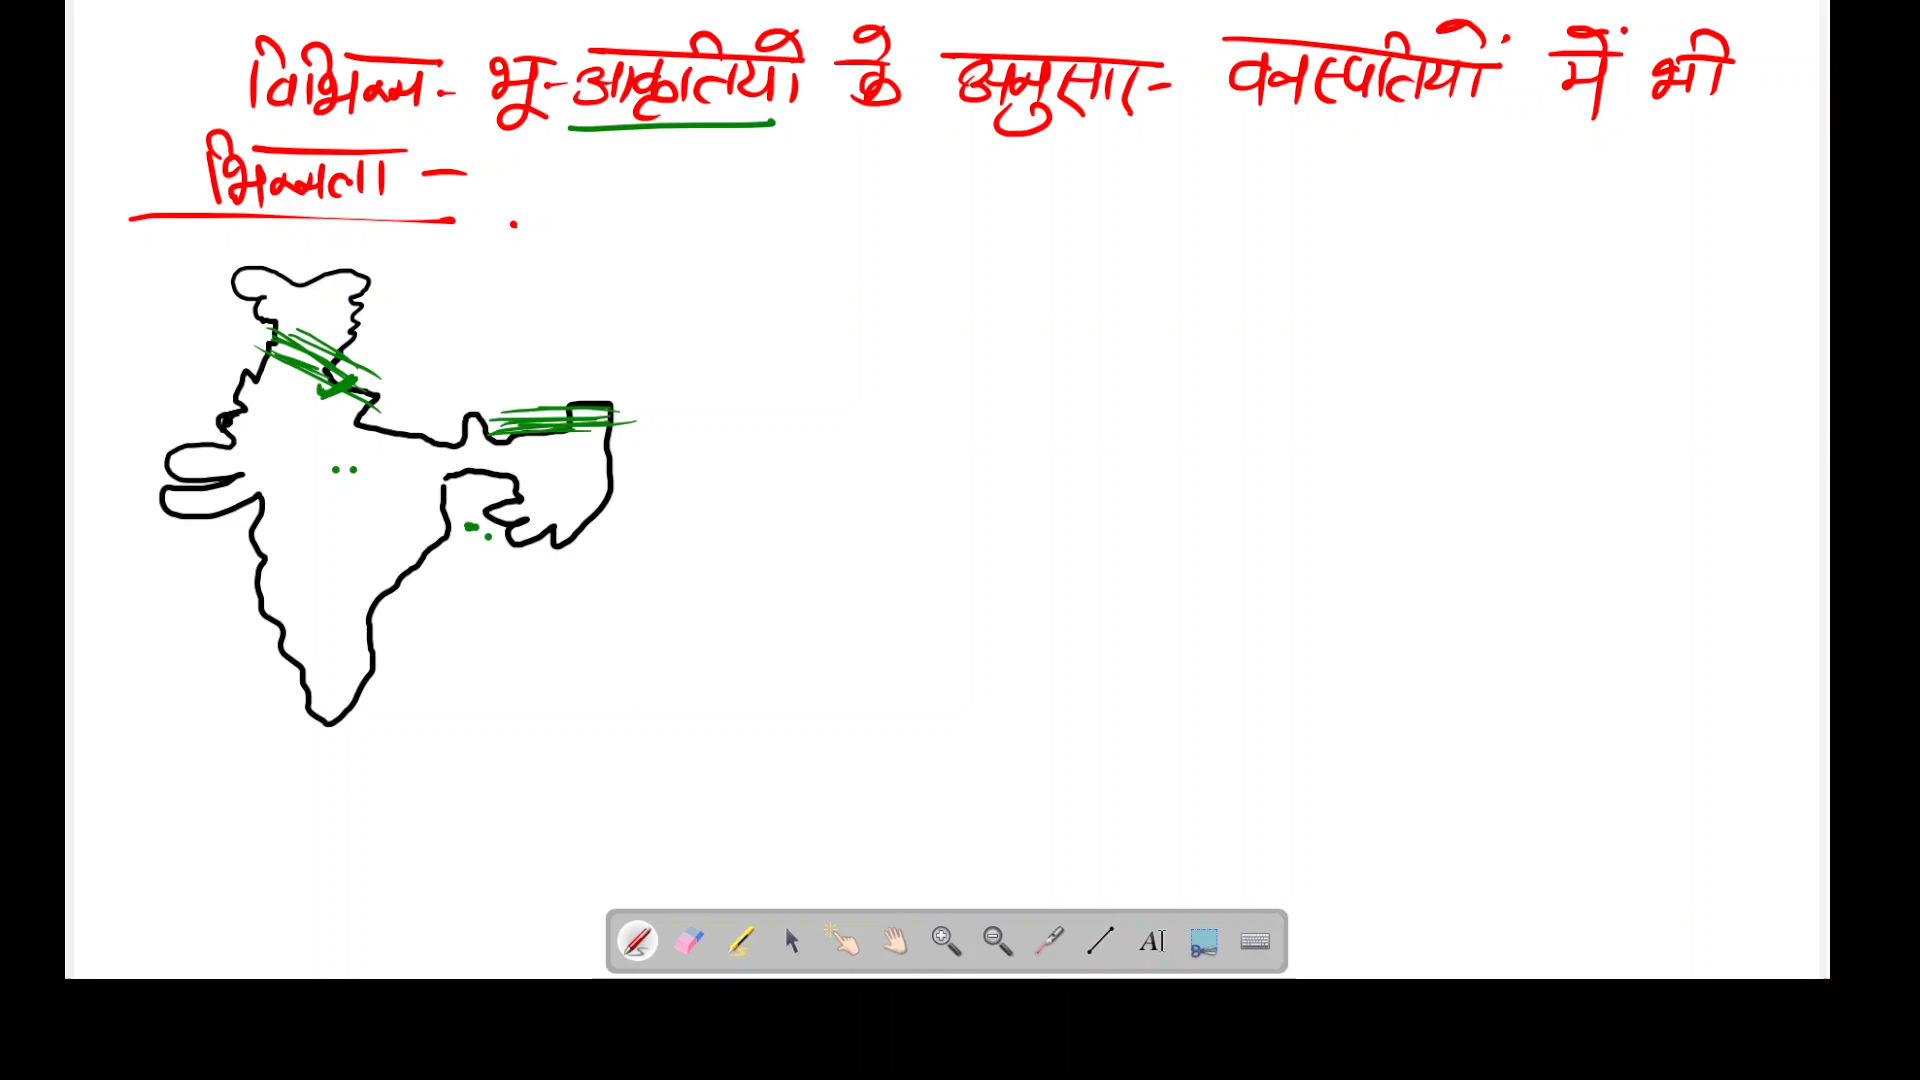 विभिन्न - भू-आकृतियों के अनुसार - वनस्पतियों में भी
भिन्नता -